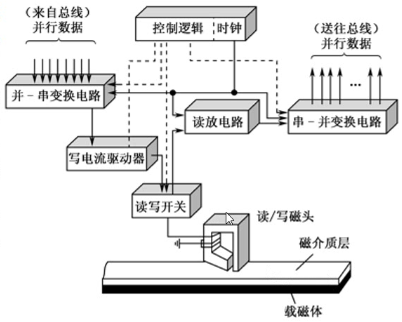 （来自总线）
并行数据
控制逻辑 时钟
（送往总线）
并行数据
并－串变换电路
读放电路
串－并变换电路
…
写电流驱动器
读写开关
读/写磁头
磁介质层
载磁体